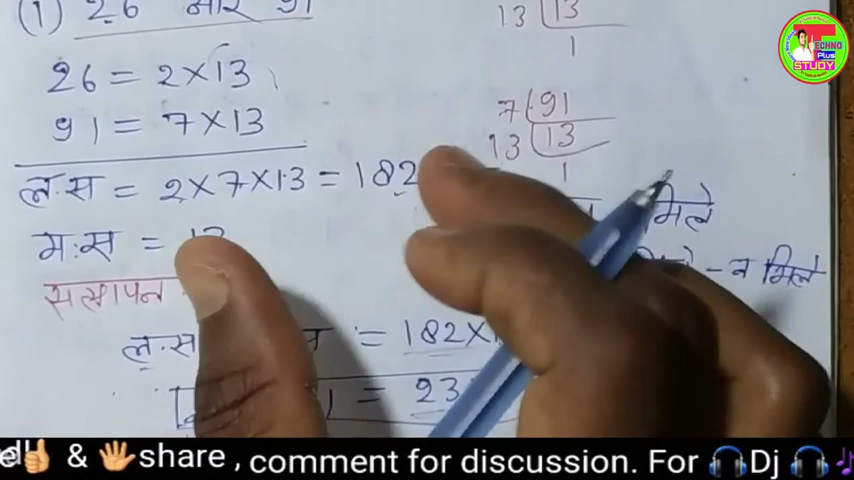 (1) 26 और 91
26 = 2×13
91 = 7×13
ल.स = 2×7×13 = 182
म.स = 13
सत्यापन
ल.स = 182×
= 23
13 13
1
7 91
13 13
1
मिले
- न मिले
TECHNO
Plus
STUDY
& share , comment for discussion. For Dj